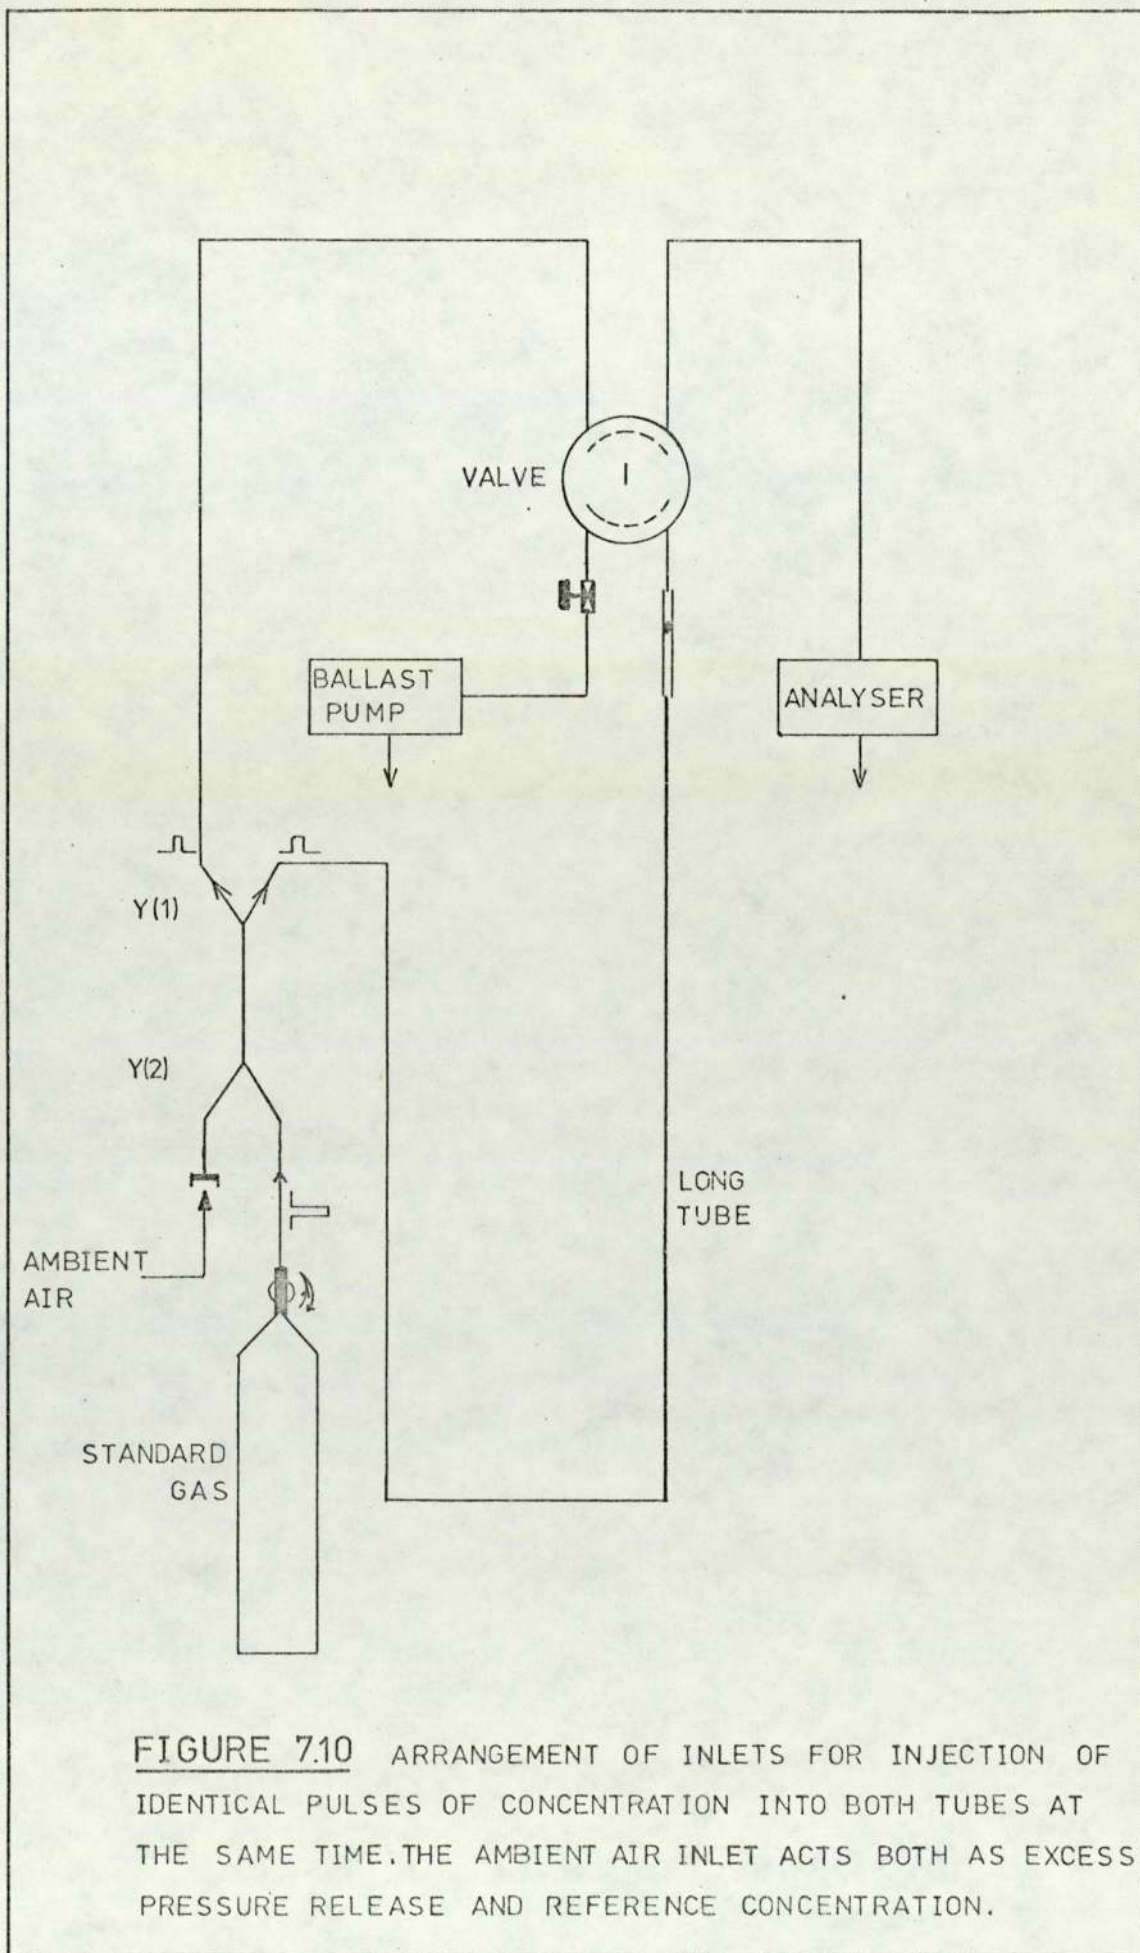 VALVE
1
BALLAST
PUMP
ANALYSER
Y(1)
Y(2)
LONG
TUBE
AMBIENT
AIR
STANDARD
GAS
FIGURE 7.10 ARRANGEMENT OF INLETS FOR INJECTION OF
IDENTICAL PULSES OF CONCENTRATION INTO BOTH TUBES AT
THE SAME TIME. THE AMBIENT AIR INLET ACTS BOTH AS EXCESS
PRESSURE RELEASE AND REFERENCE CONCENTRATION.